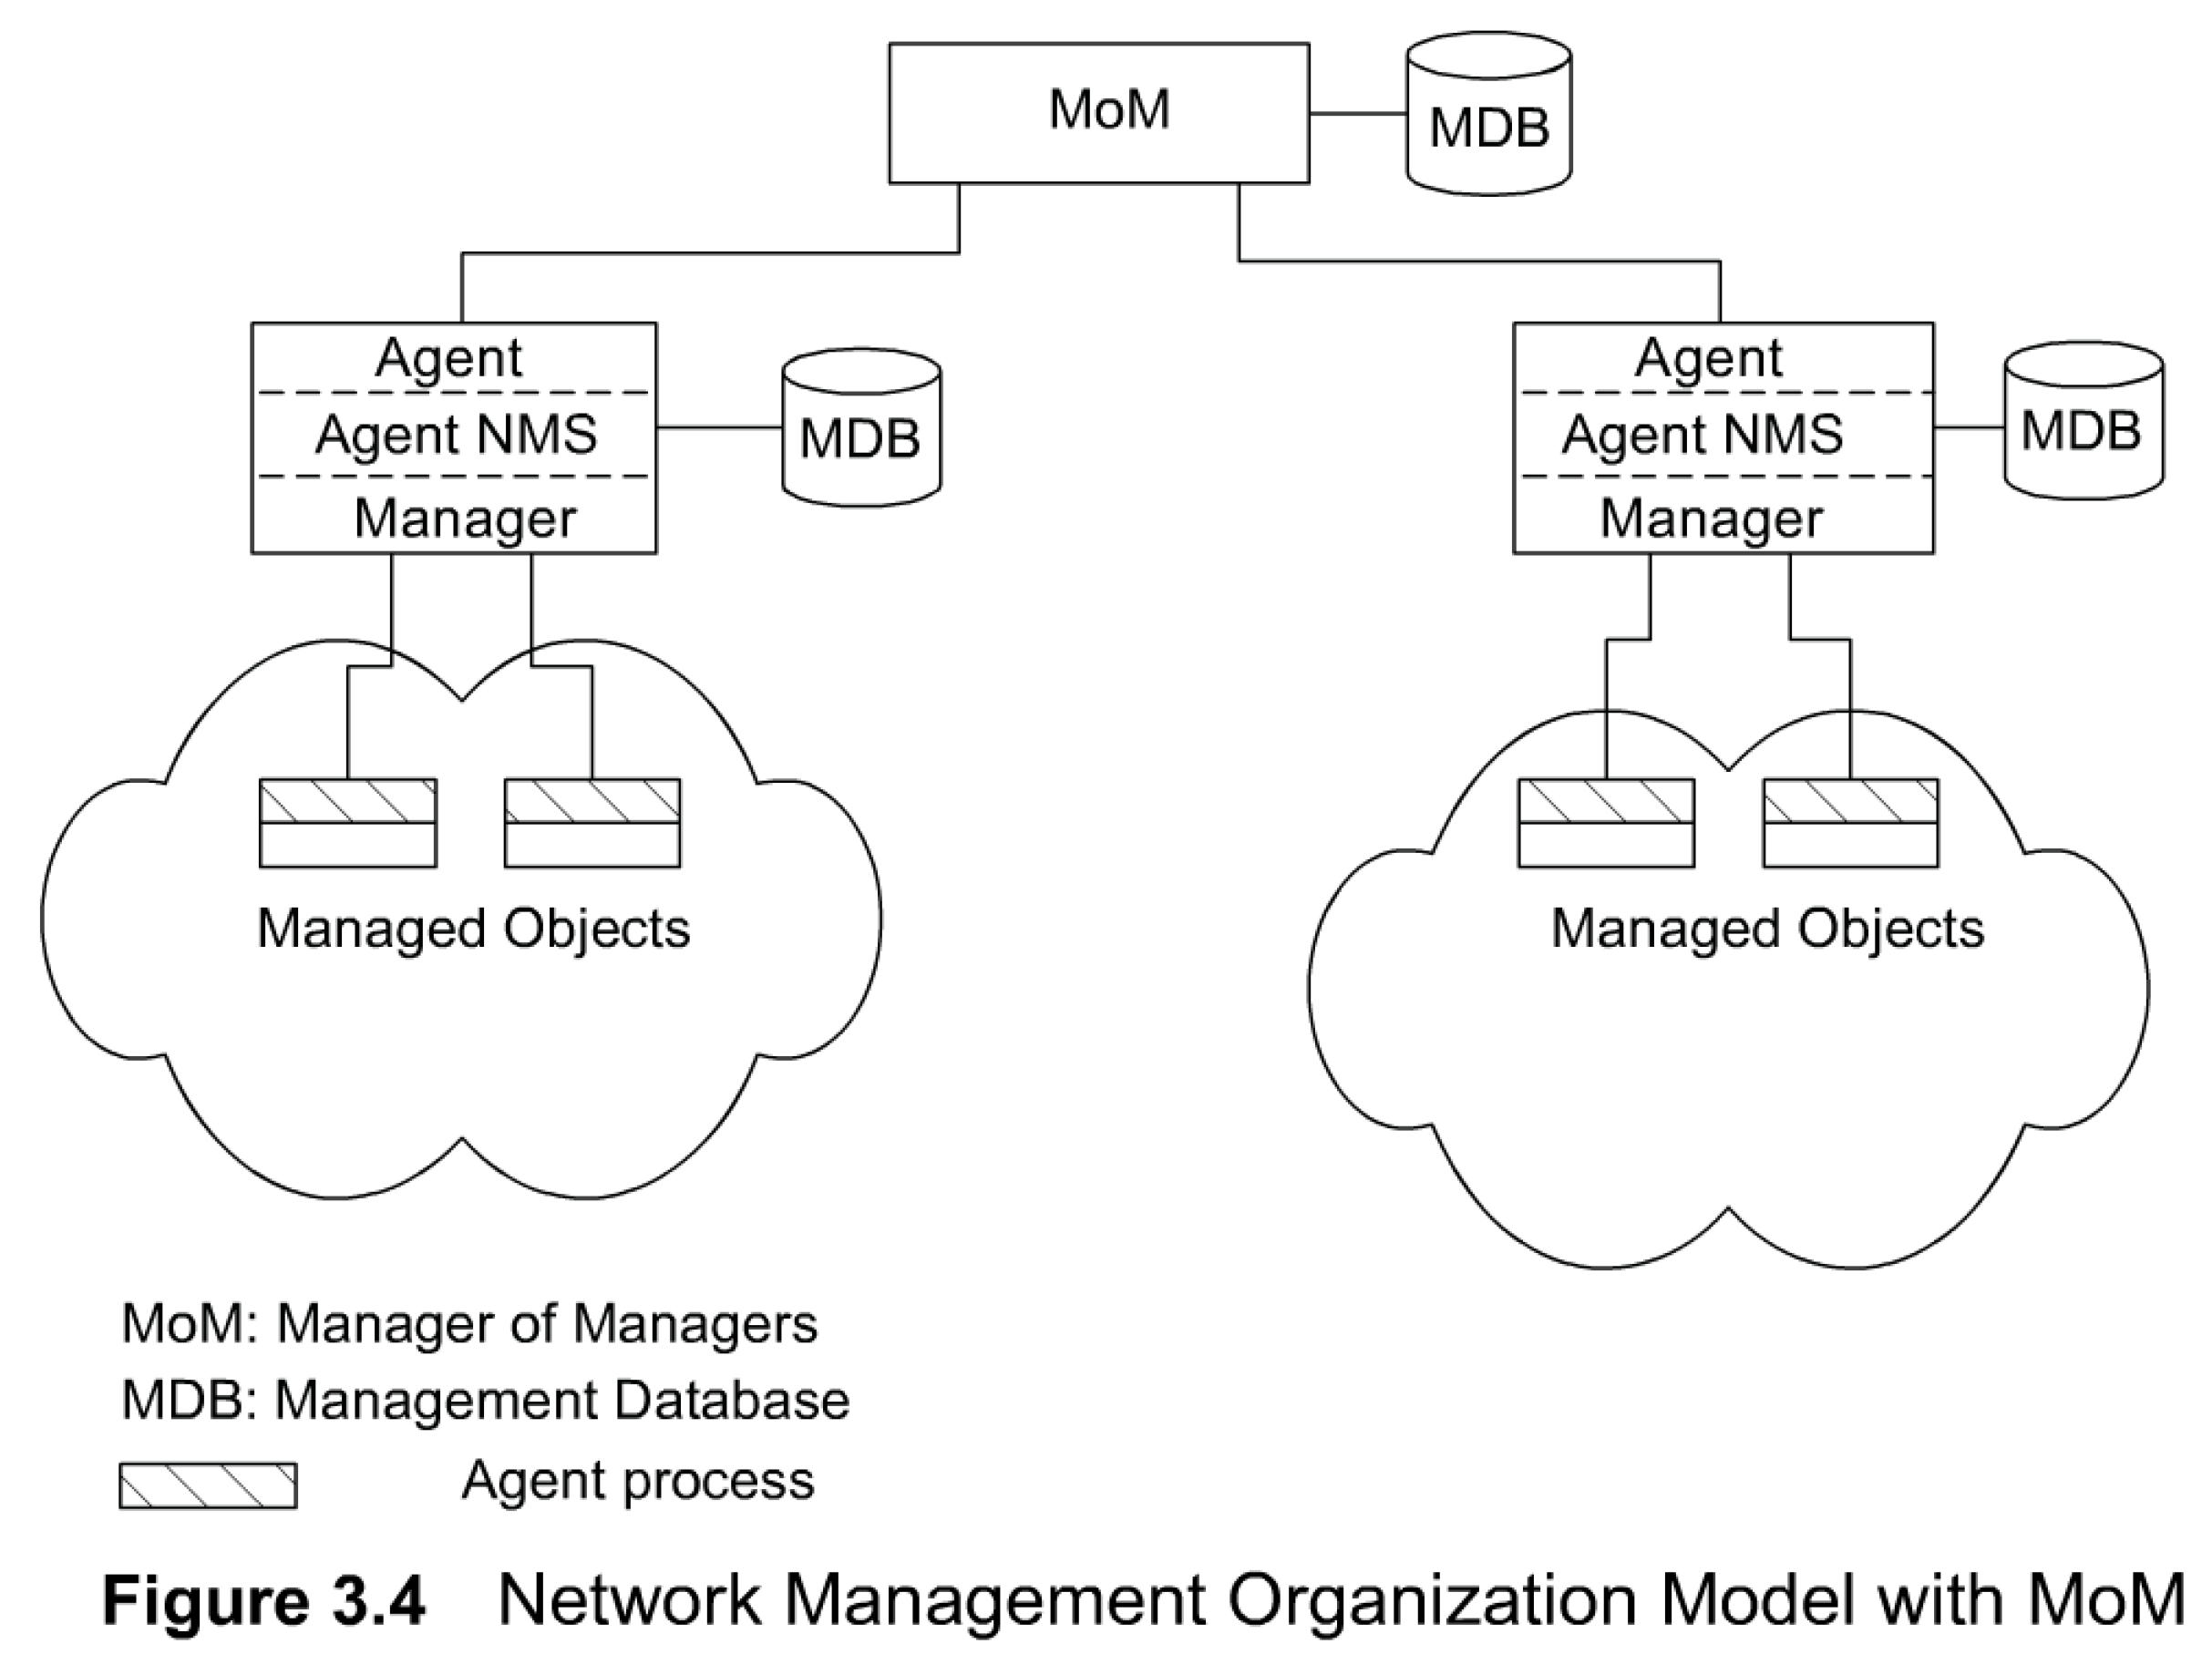 MoM
MDB
Agent
Agent NMS
Manager
MDB
Agent
Agent NMS
Manager
MDB
Managed Objects
Managed Objects
MoM: Manager of Managers
MDB: Management Database
Agent process
Figure 3.4 Network Management Organization Model with MoM